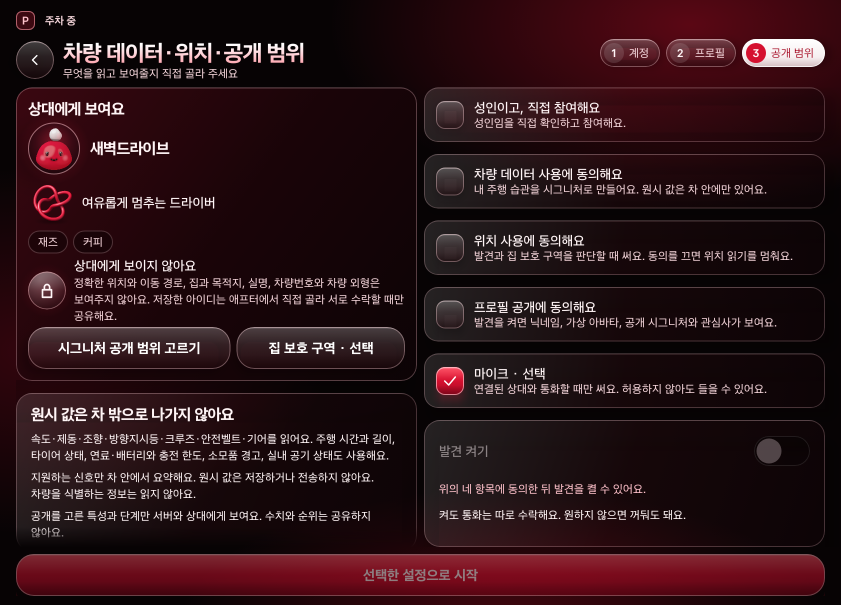 P 주차 중
차량 데이터·위치·공개 범위
무엇을 읽고 보여줄지 직접 골라 주세요
1 계정
2 프로필
3 공개 범위
상대에게 보여요
새벽드라이브
여유롭게 멈추는 드라이버
재즈
커피
상대에게 보이지 않아요
정확한 위치와 이동 경로, 집과 목적지, 실명, 차량번호와 차량 외형은
보여주지 않아요. 저장한 아이디는 애프터에서 직접 골라 서로 수락할 때만
공유해요.
시그니처 공개 범위 고르기
집 보호 구역 · 선택
원시 값은 차 밖으로 나가지 않아요
속도·제동·조향·방향지시등·크루즈·안전벨트·기어를 읽어요. 주행 시간과 길이,
타이어 상태, 연료·배터리와 충전 한도, 소모품 경고, 실내 공기 상태도 사용해요.
지원하는 신호만 차 안에서 요약해요. 원시 값은 저장하거나 전송하지 않아요.
차량을 식별하는 정보는 읽지 않아요.
공개를 고른 특성과 단계만 서버와 상대에게 보여요. 수치와 순위는 공유하지
않아요.
성인이고, 직접 참여해요
성인임을 직접 확인하고 참여해요.
차량 데이터 사용에 동의해요
내 주행 습관을 시그니처로 만들어요. 원시 값은 차 안에만 있어요.
위치 사용에 동의해요
발견과 집 보호 구역을 판단할 때 써요. 동의를 끄면 위치 읽기를 멈춰요.
프로필 공개에 동의해요
발견을 켜면 닉네임, 가상 아바타, 공개 시그니처와 관심사가 보여요.
마이크 · 선택
연결된 상대와 통화할 때만 써요. 허용하지 않아도 들을 수 있어요.
발견 켜기
위의 네 항목에 동의한 뒤 발견을 켤 수 있어요.
켜도 통화는 따로 수락해요. 원하지 않으면 꺼둬도 돼요.
선택한 설정으로 시작